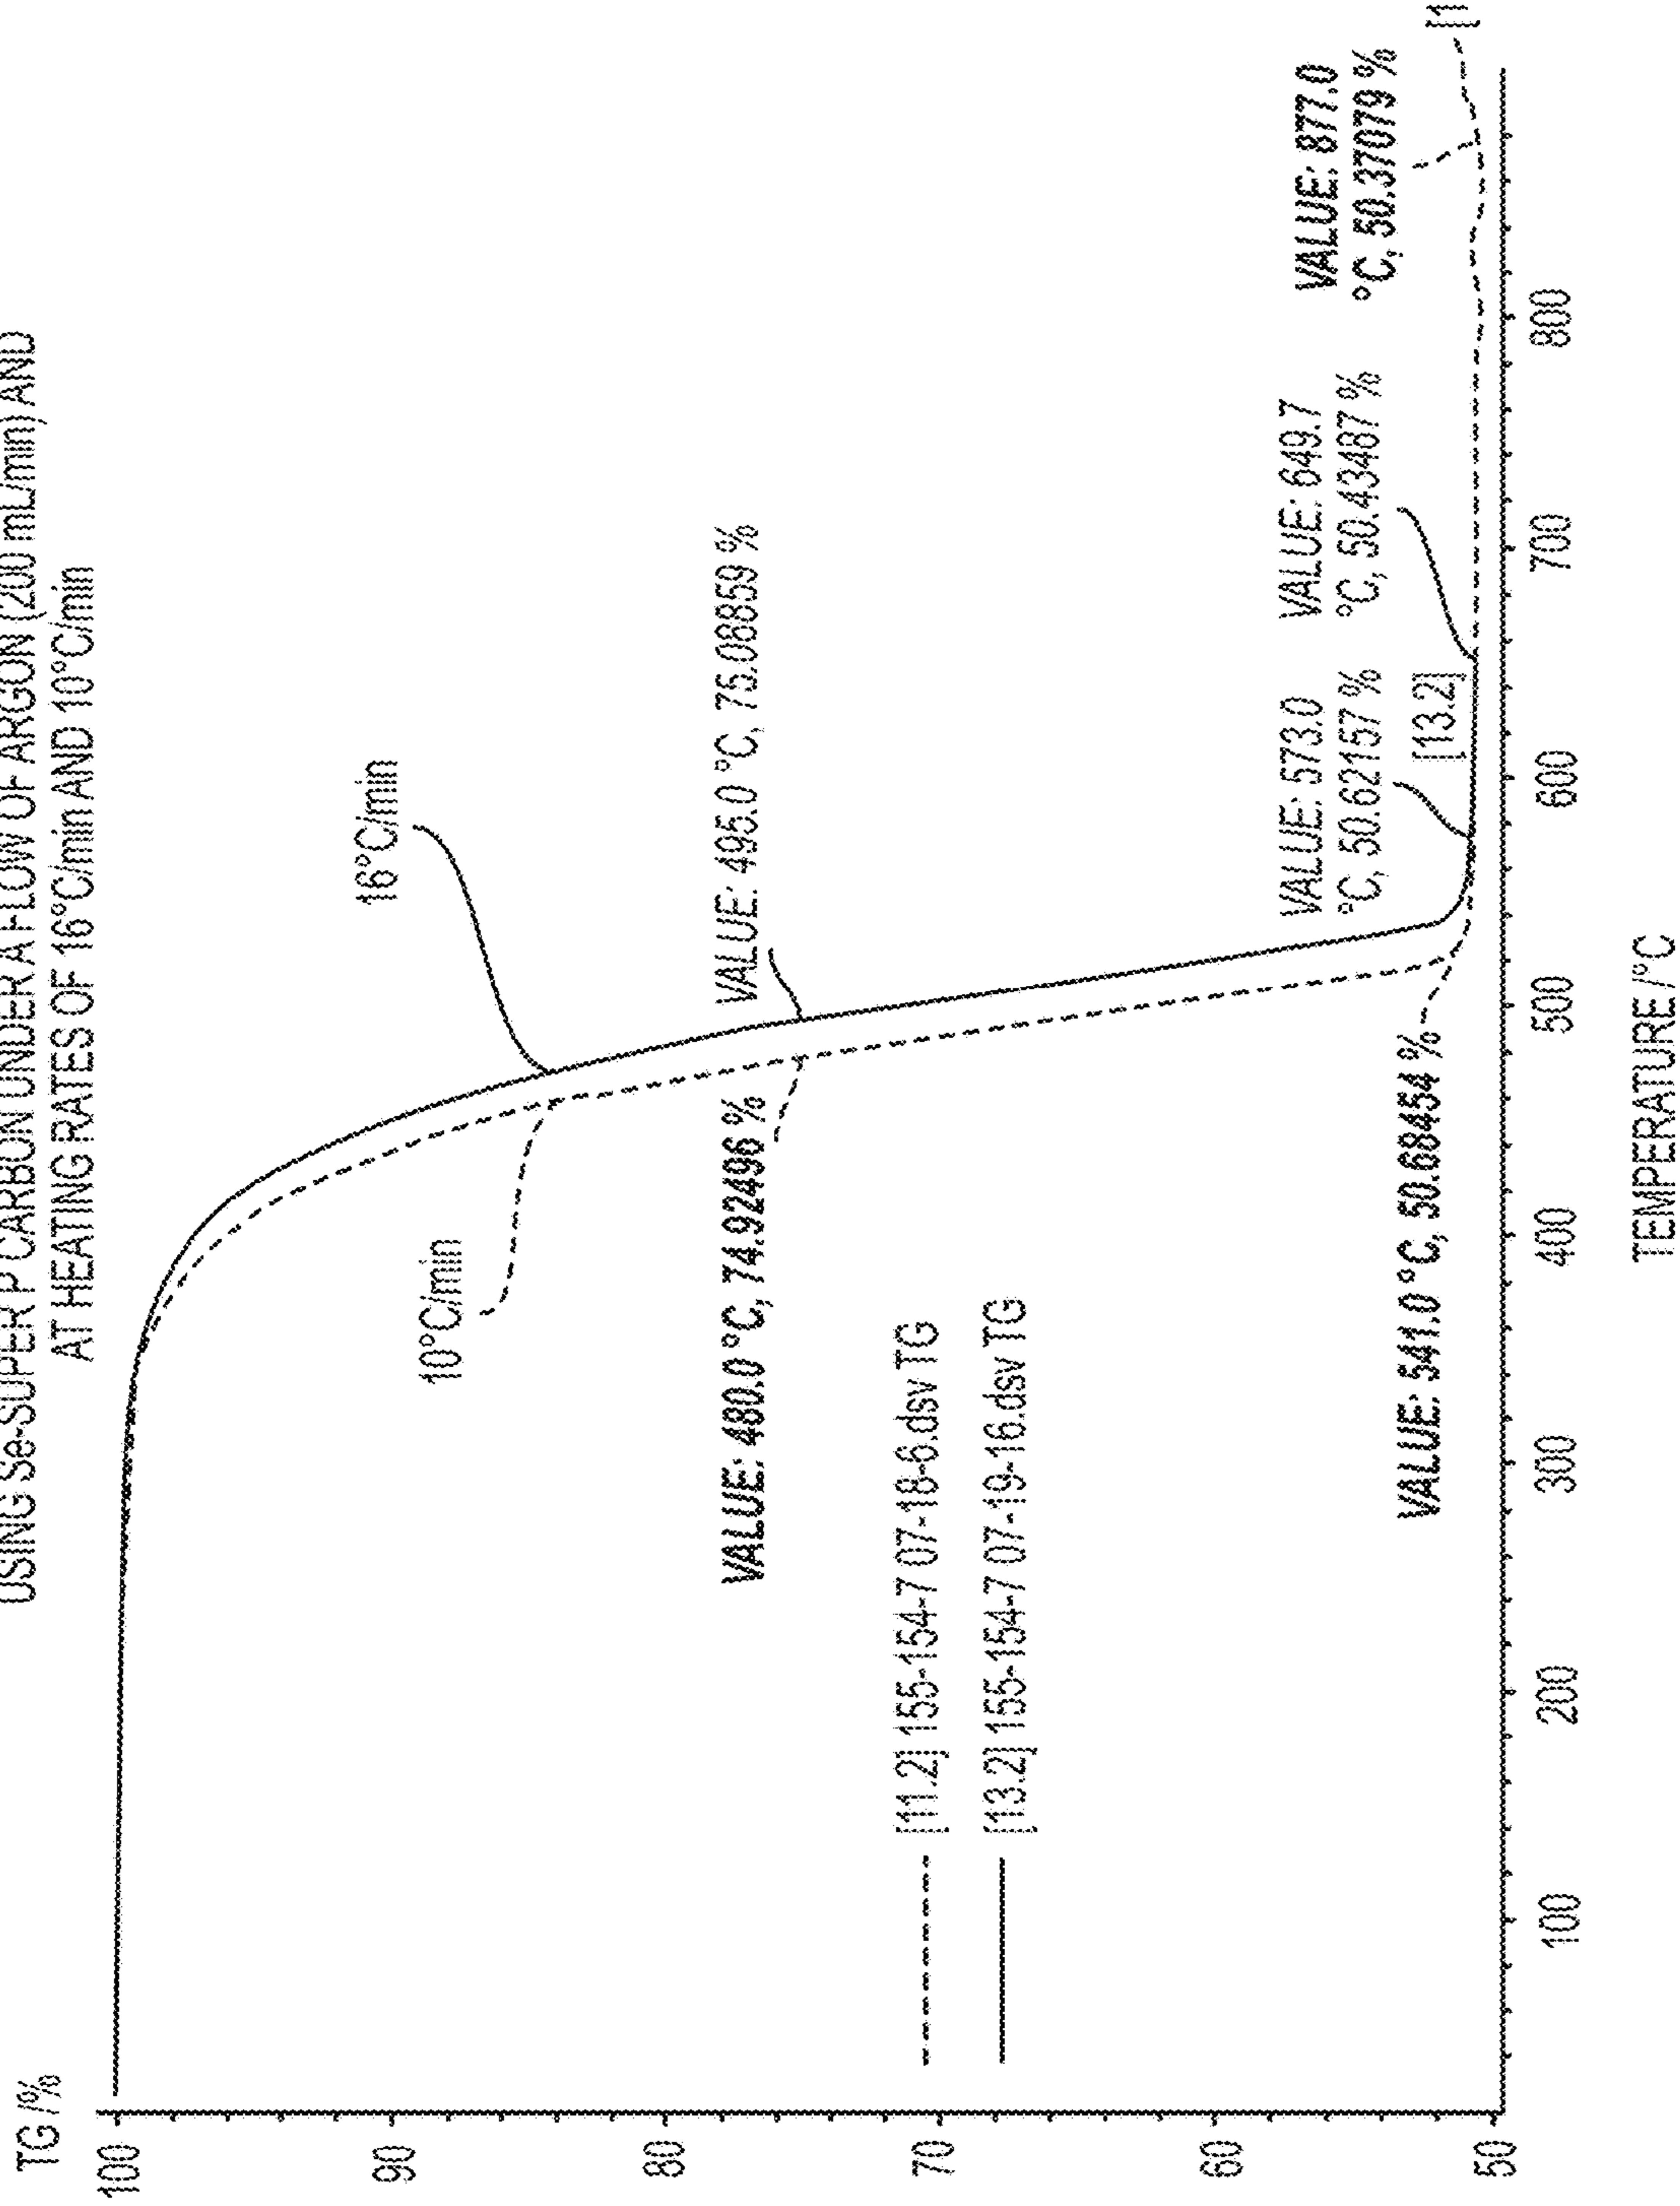 USING Se-SUPER P CARBON UNDER A FLOW OF ARGON (200 mL/min) AND
AT HEATING RATES OF 16°C/min AND 10°C/min
TG /%
100
90
80
70
60
50
16°C/min
10°C/min
VALUE: 495.0 °C, 75.08859 %
VALUE: 480.0 °C, 74.92496 %
[11.2] 155-154-7 07-18-6.dsv TG
[13.2] 155-154-7 07-19-16.dsv TG
VALUE: 573.0
°C, 50.62157 %
VALUE: 649.7
°C, 50.43487 %
VALUE: 877.0
°C, 50.37079 %
[13.2]
VALUE: 541.0 °C, 50.68454 %
[1
100
200
300
400
500
600
700
800
TEMPERATURE /°C